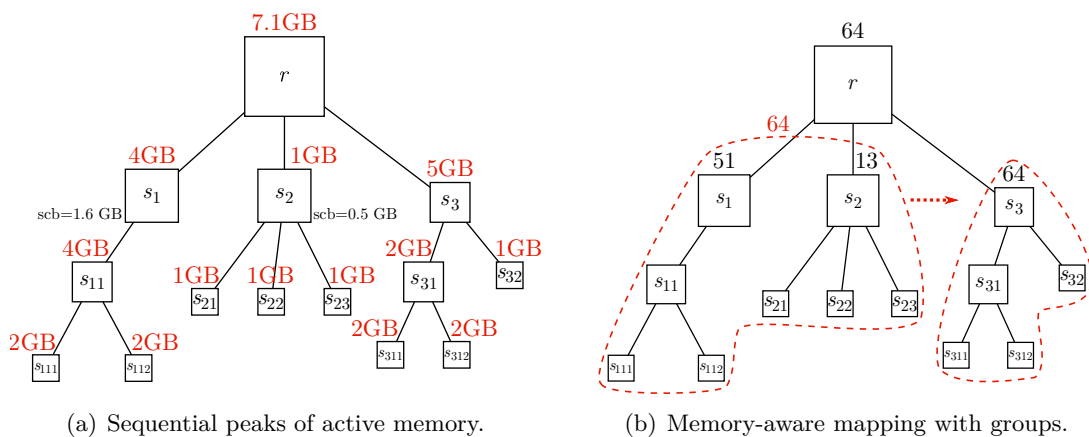 7.1GB
r
4GB
1GB
5GB
s1
s2
s3
scb=1.6 GB
scb=0.5 GB
4GB
2GB
1GB
s11
1GB
1GB
1GB
s31
s32
s21
s22
s23
2GB
2GB
2GB
2GB
s111
s112
s311
s312
(a) Sequential peaks of active memory.
64
r
64
51
13
64
s1
s2
s3
s11
s21
s22
s23
s31
s32
s111
s112
s311
s312
(b) Memory-aware mapping with groups.